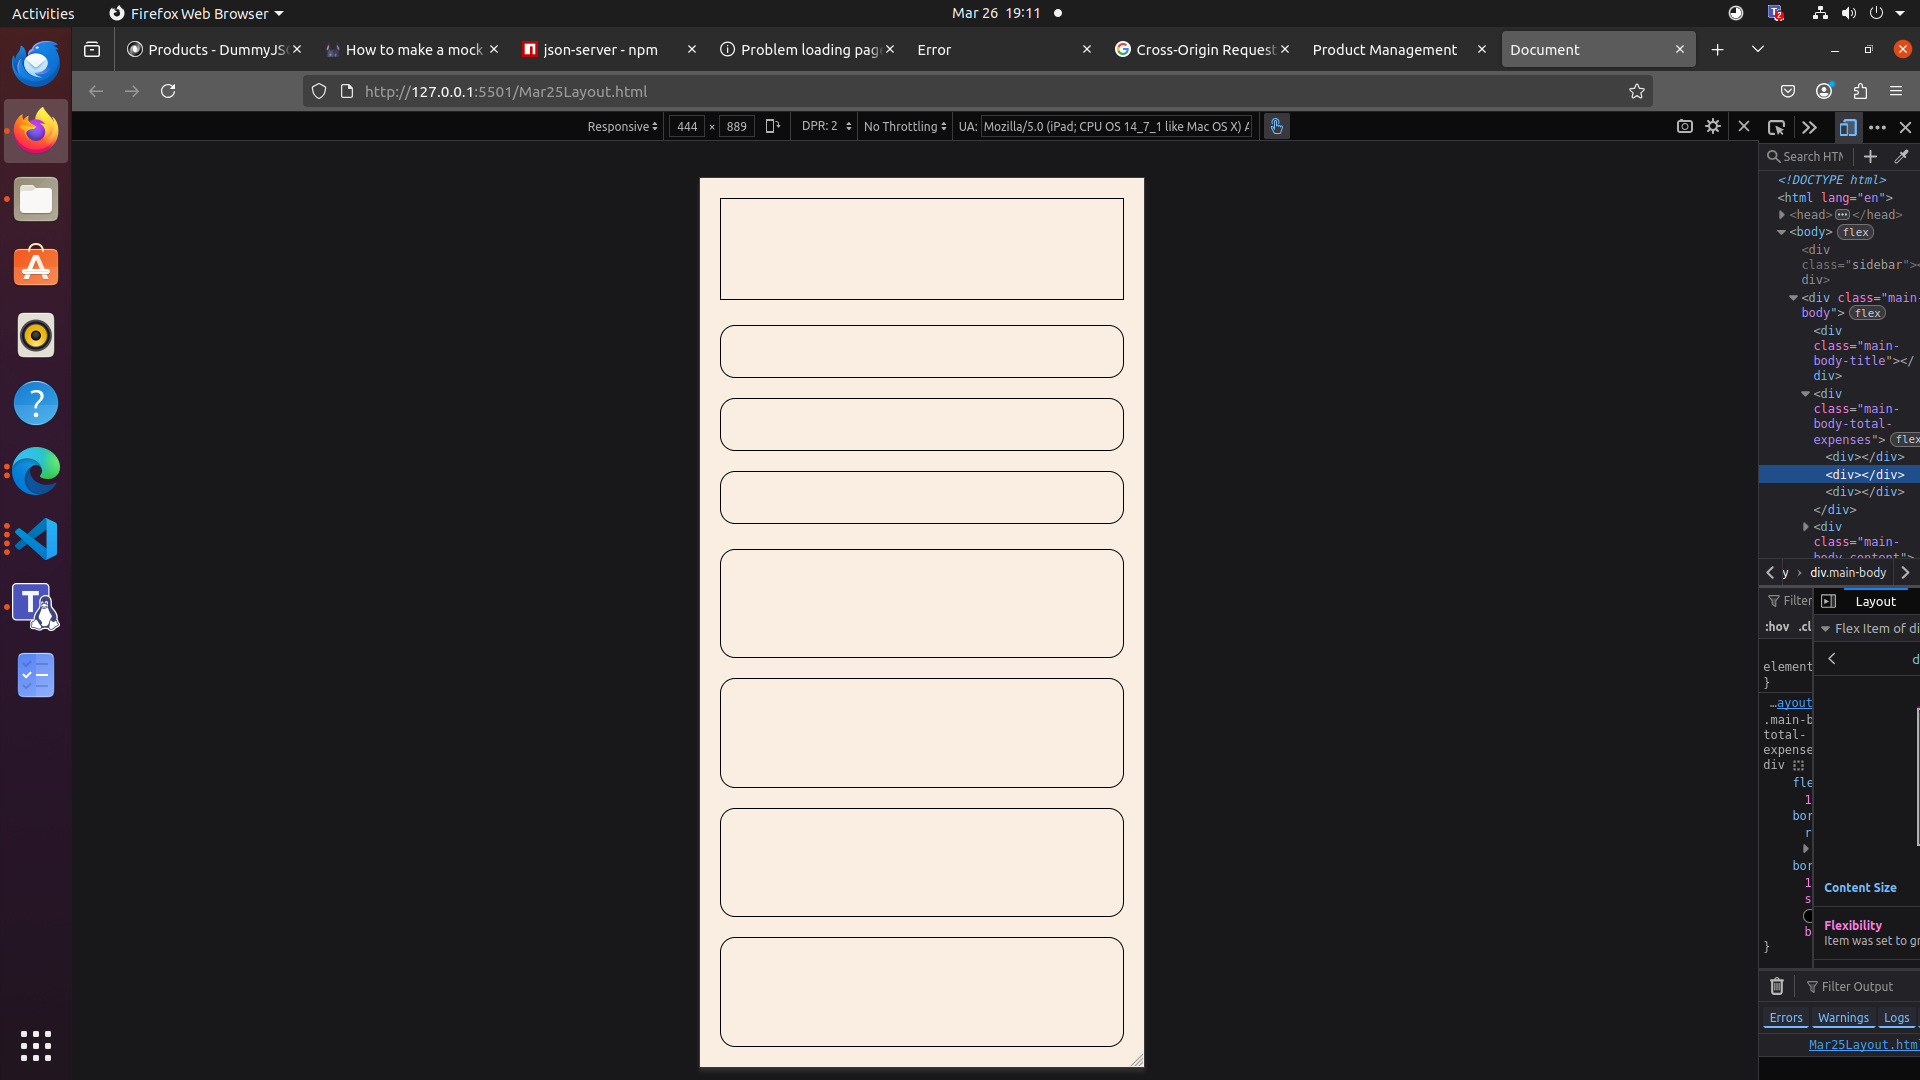 Activities
Firefox Web Browser
Mar 26 19:11
T 2
Products - DummyJS
How to make a mock
json-server - npm
Problem loading pag
Error
Cross-Origin Request
Product Management
Document
http://127.0.0.1:5501/Mar25Layout.html
Responsive
444 × 889
DPR: 2
No Throttling
UA: Mozilla/5.0 (iPad; CPU OS 14_7_1 like Mac OS X)
Search HTM
<!DOCTYPE html>
<html lang="en">
<head> ••• </head>
<body> flex
<div
class="sidebar"><
div>
<div class="main-
body"> flex
<div
class="main-
body-title"></
div>
<div
class="main-
body-total-
expenses"> flex
<div></div>
<div></div>
<div></div>
</div>
<div
class="main-
body-content">
y › div.main-body
Filter
Layout
:hov .cl
Flex Item of di
element
}
d
…ayout
.main-b
total-
expense
div
fle
1
bor
r
bor
1
s
b
}
Content Size
Flexibility
Item was set to gr
Filter Output
Errors Warnings Logs
Mar25Layout.html
T
?